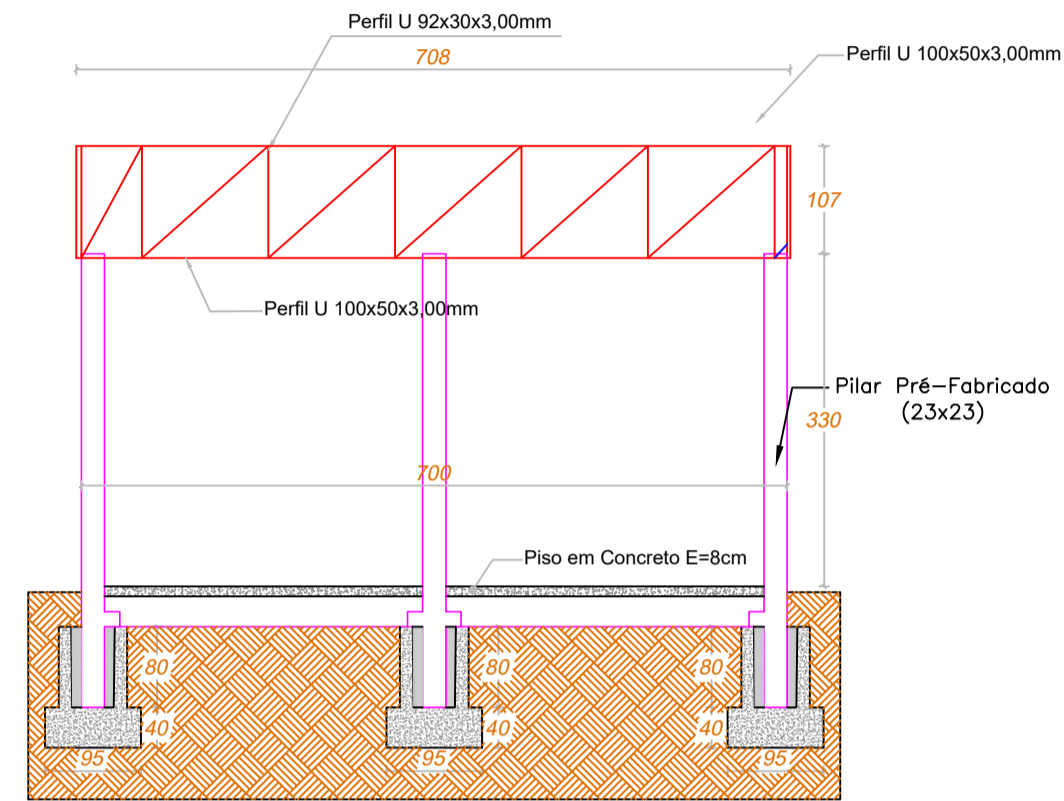 Perfil U 92x30x3,00mm
708
Perfil U 100x50x3,00mm
107
Perfil U 100x50x3,00mm
Pilar Pré-Fabricado
(23x23)
330
700
Piso em Concreto E=8cm
80 80 80
40 40 40
95 95 95